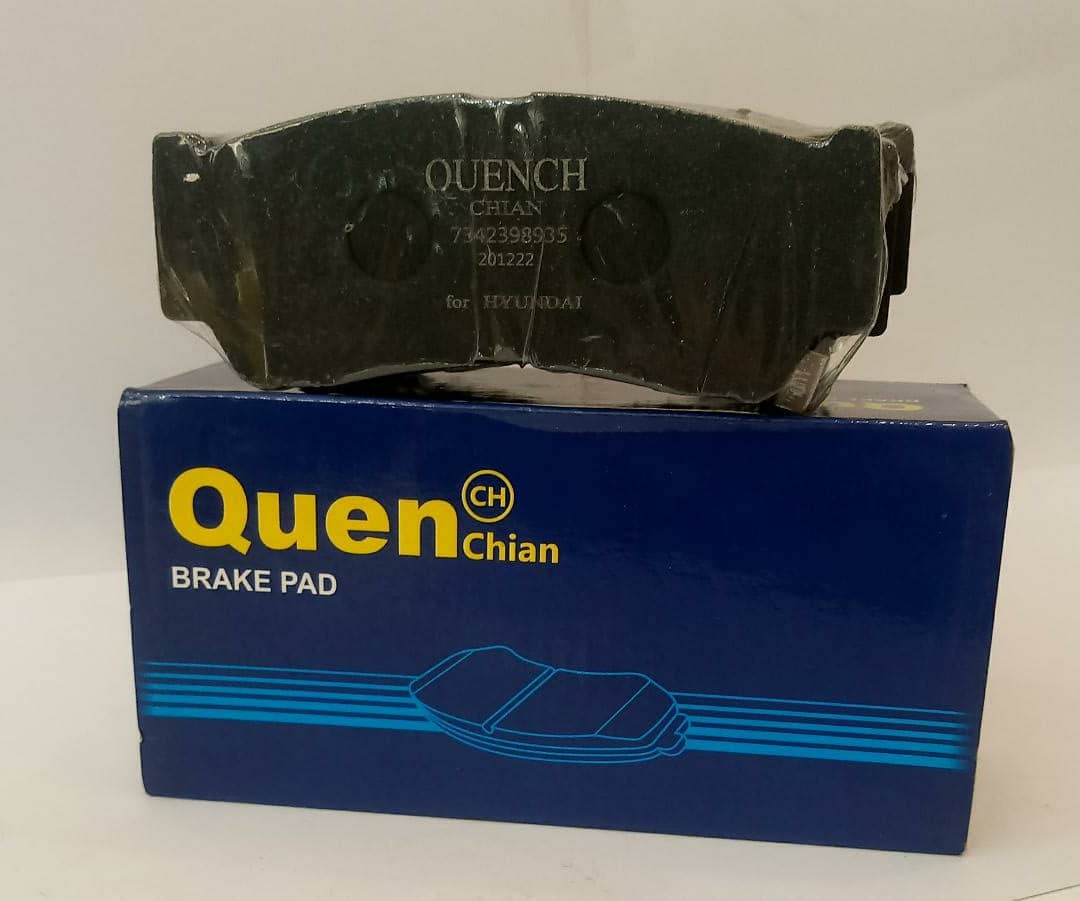 QUENCH
CHIAN
7342398935
201222
for HYUNDAI
Quen
CH
Chian
BRAKE PAD